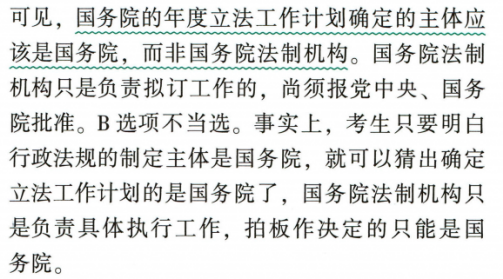 可见，国务院的年度立法工作计划确定的主体应
该是国务院，而非国务院法制机构。国务院法制
机构只是负责拟订工作的，尚须报党中央、国务
院批准。B 选项不当选。事实上，考生只要明白
行政法规的制定主体是国务院，就可以猜出确定
立法工作计划的是国务院了，国务院法制机构只
是负责具体执行工作，拍板作决定的只能是国
务院。